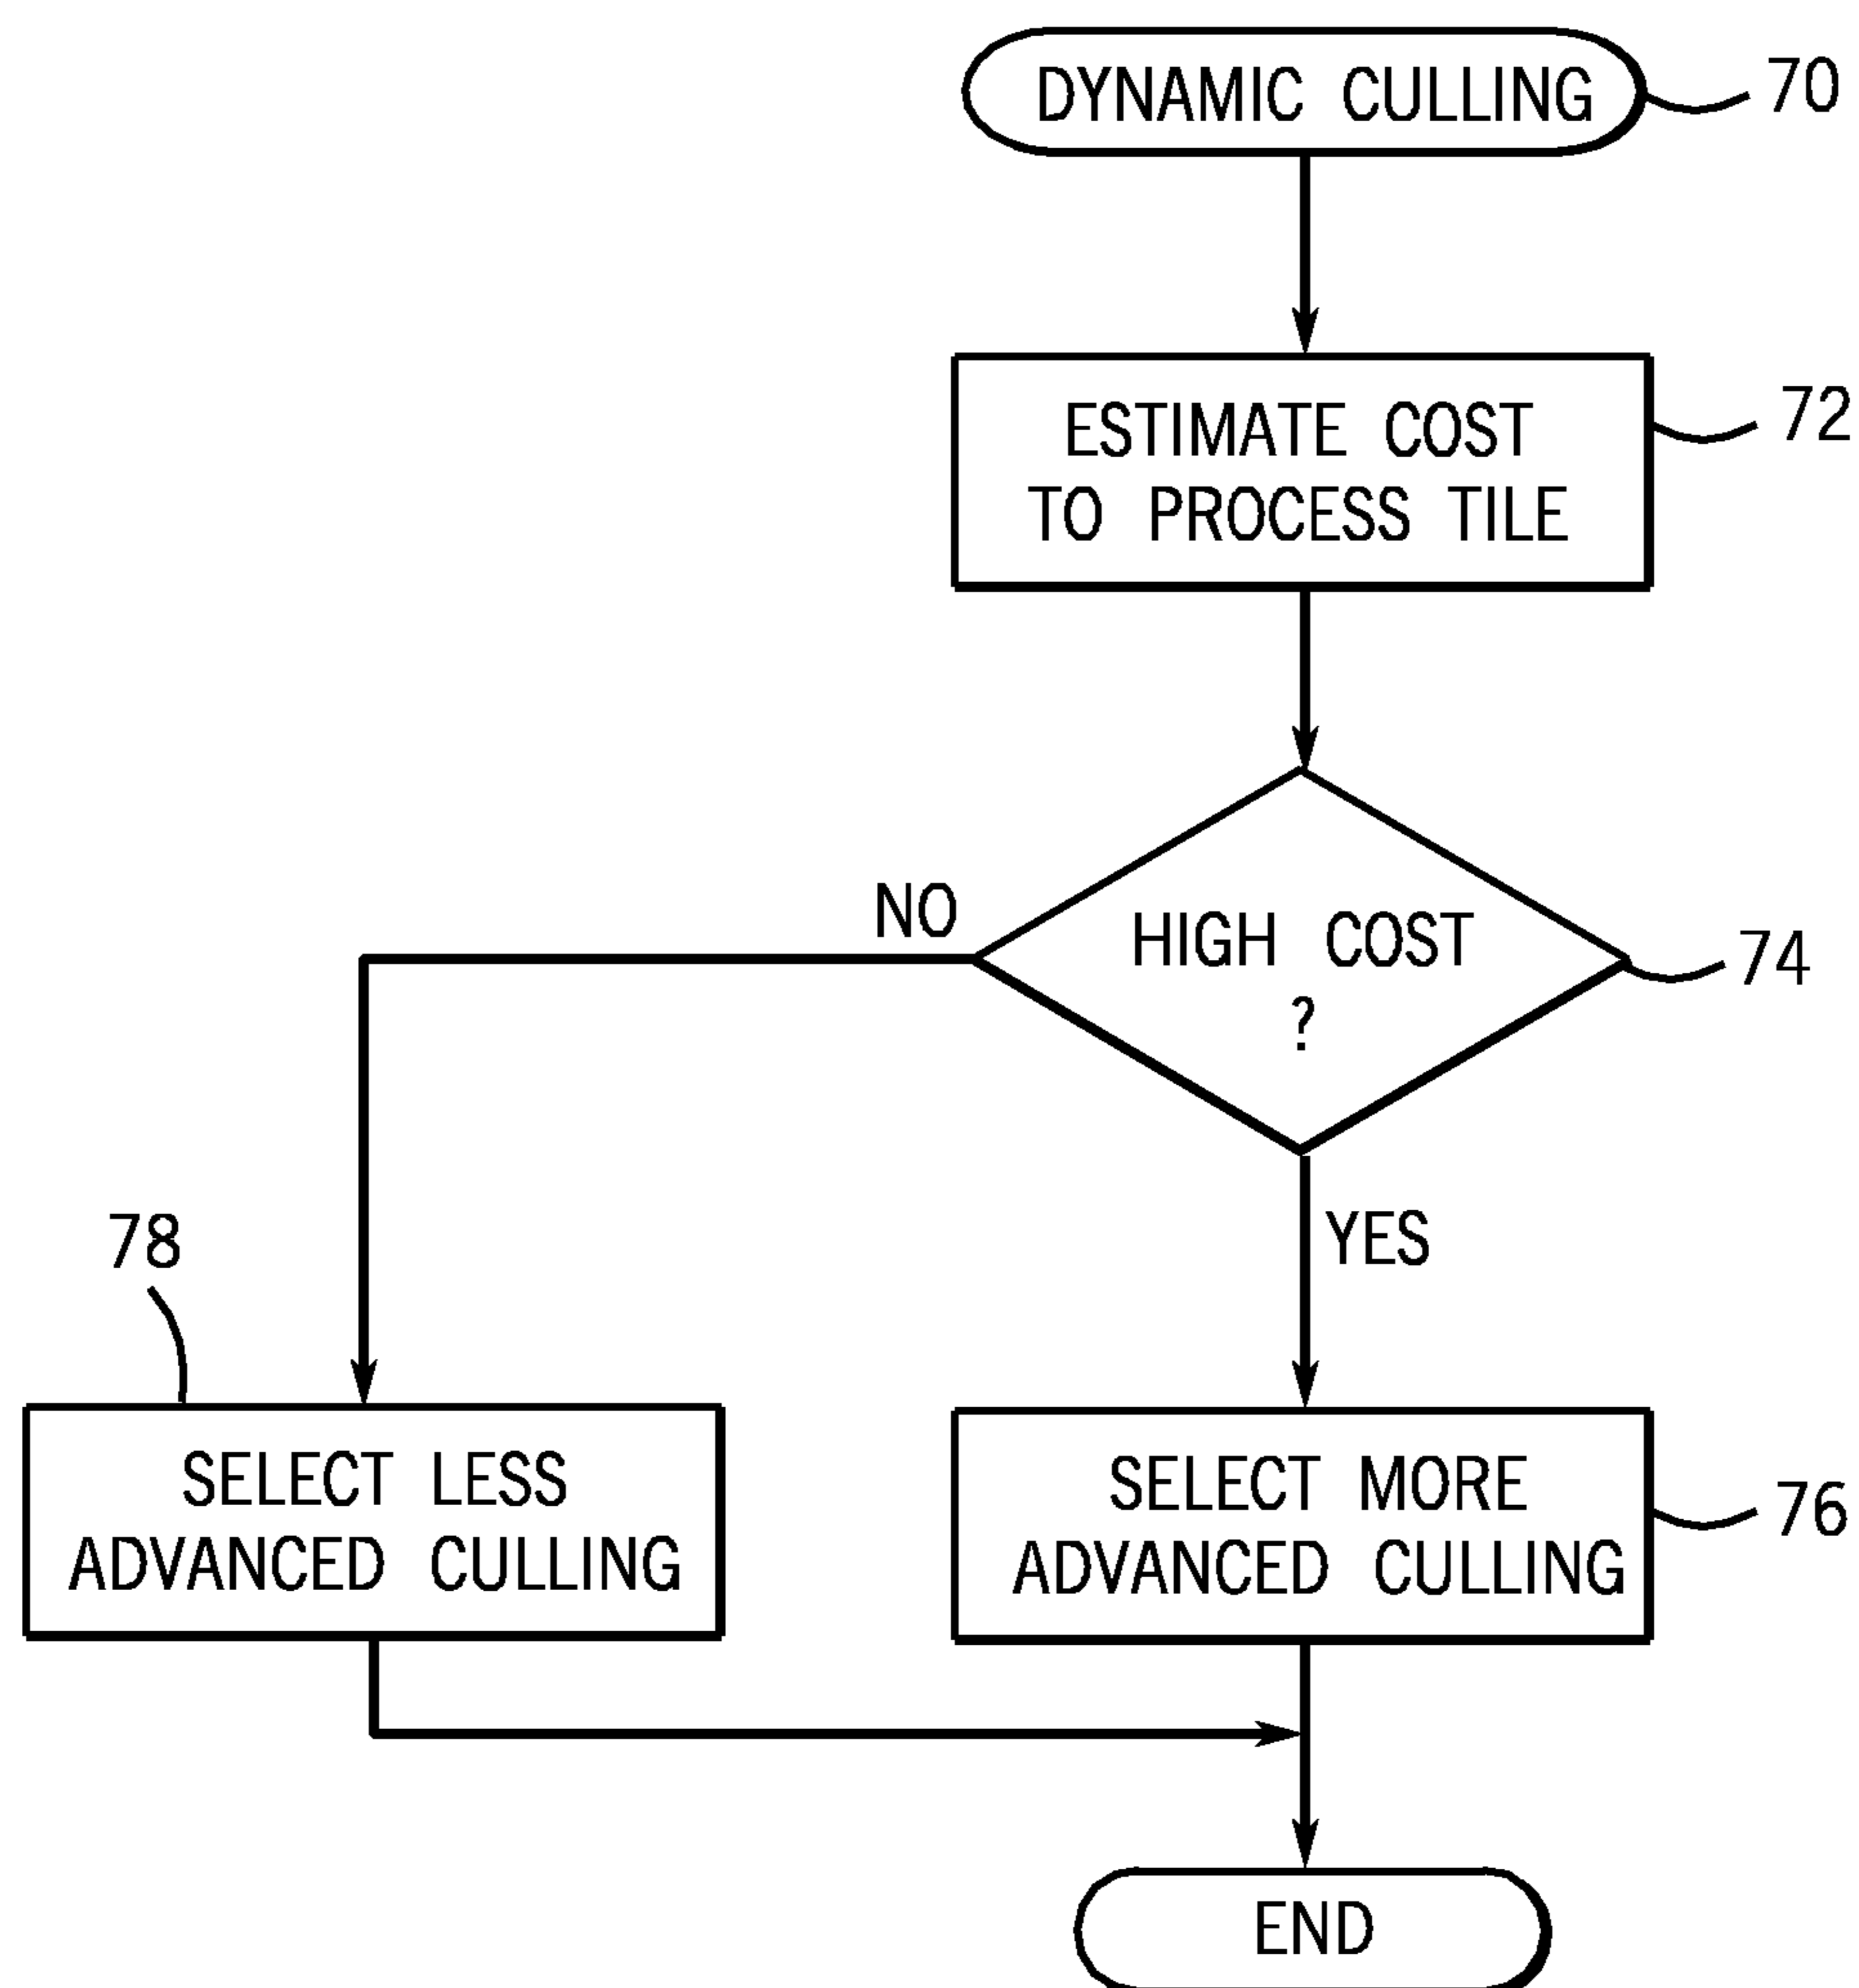 DYNAMIC CULLING
70
ESTIMATE COST
TO PROCESS TILE
72
NO
HIGH COST
?
74
YES
78
SELECT LESS
ADVANCED CULLING
SELECT MORE
ADVANCED CULLING
76
END